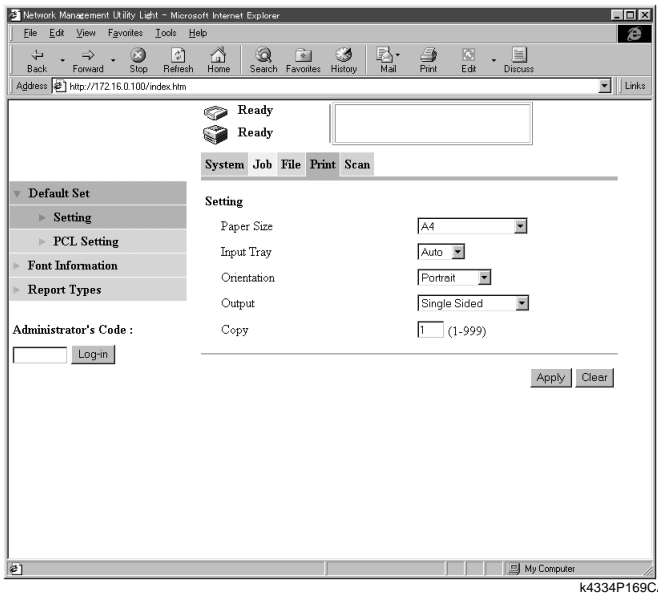 Network Management Utility Light - Microsoft Internet Explorer
File Edit View Favorites Tools Help
Back Forward Stop Refresh Home Search Favorites History Mail Print Edit Discuss
Address http://172.16.0.100/index.htm Links
Ready
Ready
System Job File Print Scan
Default Set
Setting
PCL Setting
Font Information
Report Types
Administrator's Code :
Log-in
Setting
Paper Size A4
Input Tray Auto
Orientation Portrait
Output Single Sided
Copy 1 (1-999)
Apply Clear
My Computer